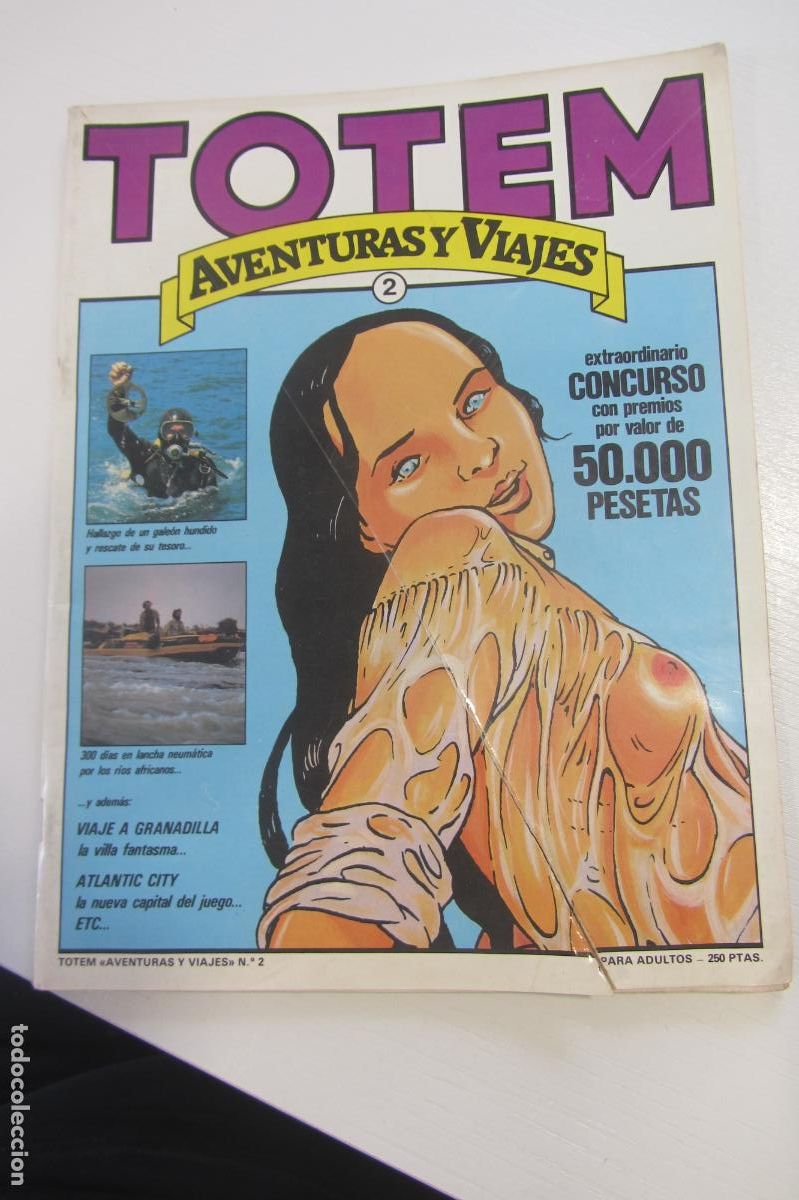 TOTEM
AVENTURAS Y VIAJES
2
extraordinario
CONCURSO
con premios
por valor de
50.000
PESETAS
Hallazgo de un galeón hundido
y rescate de su tesoro...
300 días en lancha neumática
por los ríos africanos...
...y además:
VIAJE A GRANADILLA
la villa fantasma...
ATLANTIC CITY
la nueva capital del juego...
ETC...
TOTEM «AVENTURAS Y VIAJES» N.º 2
PARA ADULTOS – 250 PTAS.
todocoleccion